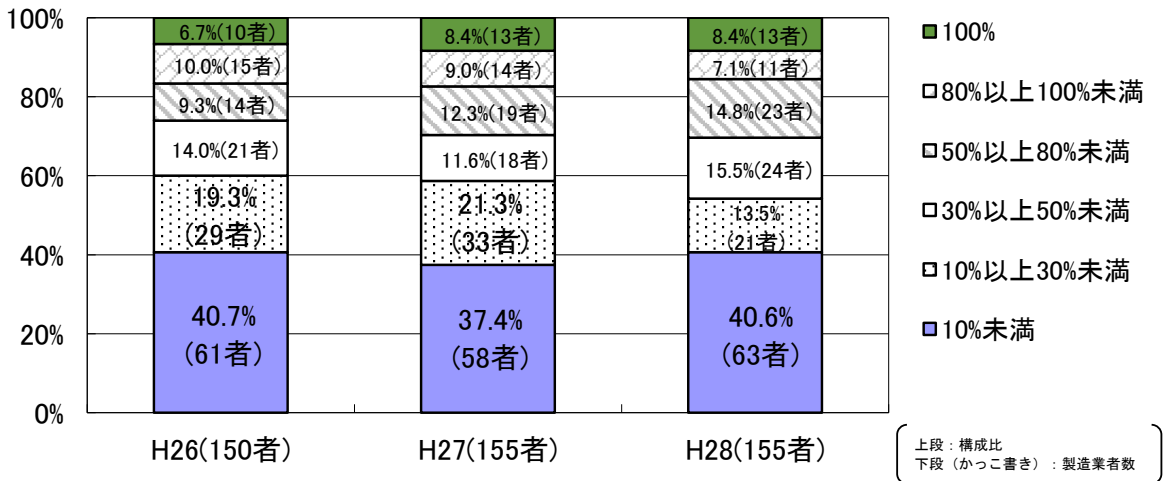 100%
80%
60%
40%
20%
0%
6.7%(10者)
10.0%(15者)
9.3%(14者)
14.0%(21者)
19.3%
(29者)
40.7%
(61者)
8.4%(13者)
9.0%(14者)
12.3%(19者)
11.6%(18者)
21.3%
(33者)
37.4%
(58者)
8.4%(13者)
7.1%(11者)
14.8%(23者)
15.5%(24者)
13.5%
(21者)
40.6%
(63者)
H26(150者)
H27(155者)
H28(155者)
100%
80%以上100%未満
50%以上80%未満
30%以上50%未満
10%以上30%未満
10%未満
上段：構成比
下段（かっこ書き）：製造業者数